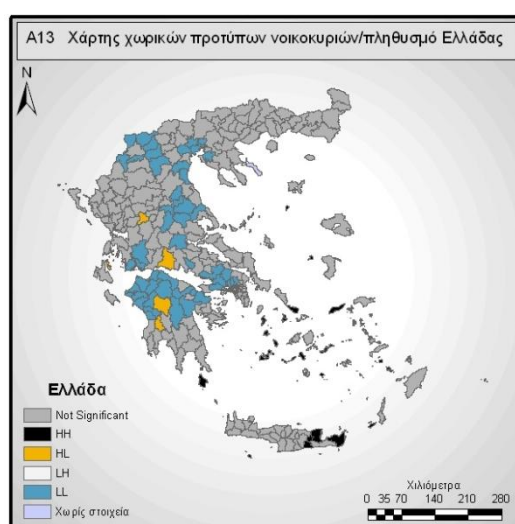 A13 Χάρτης χωρικών προτύπων νοικοκυριών/πληθυσμό Ελλάδας
N
Ελλάδα
Not Significant
HH
HL
LH
LL
Χωρίς στοιχεία
Χιλιόμετρα
0 35 70 140 210 280